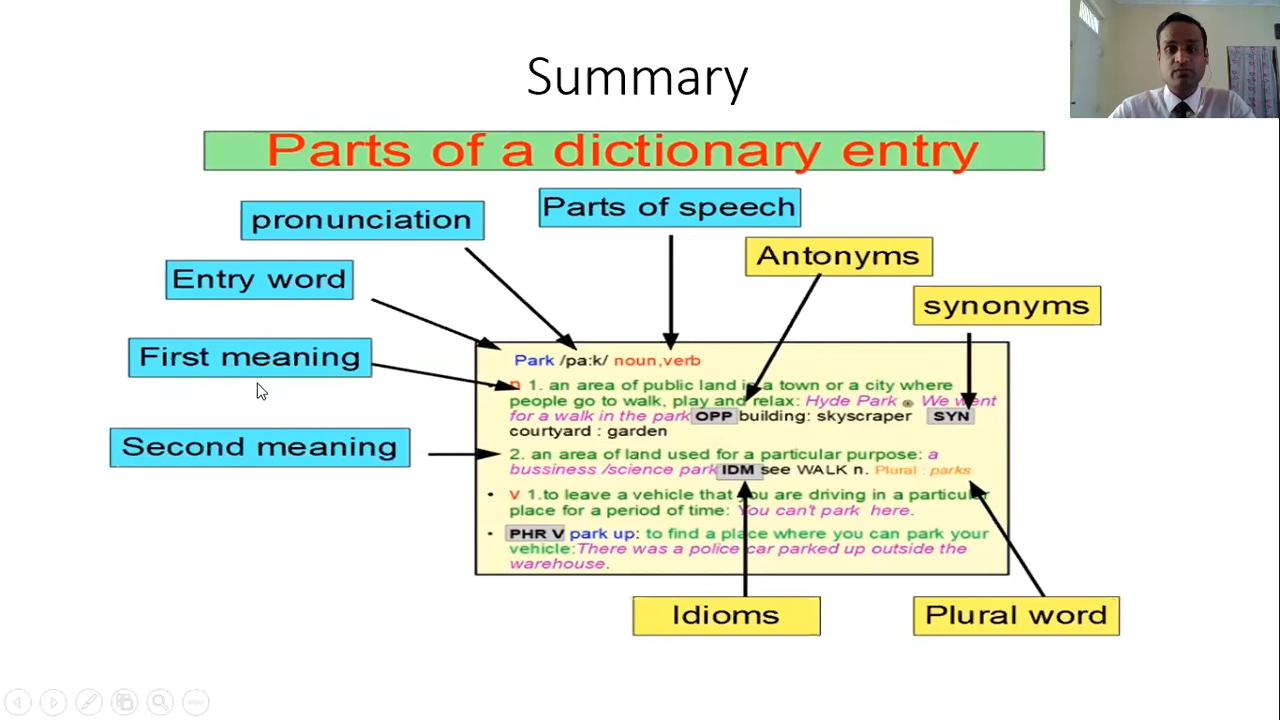 Summary
Parts of a dictionary entry
pronunciation
Parts of speech
Antonyms
Entry word
synonyms
First meaning
Second meaning
Park /pa:k/ noun,verb
n 1. an area of public land in a town or a city where
people go to walk, play and relax: Hyde Park We went
for a walk in the park OPP building: skyscraper SYN
courtyard : garden
2. an area of land used for a particular purpose: a
bussiness /science park IDM see WALK n. Plural : parks
• v 1.to leave a vehicle that you are driving in a particular
place for a period of time: You can't park here.
• PHR V park up: to find a place where you can park your
vehicle:There was a police car parked up outside the
warehouse.
Idioms
Plural word